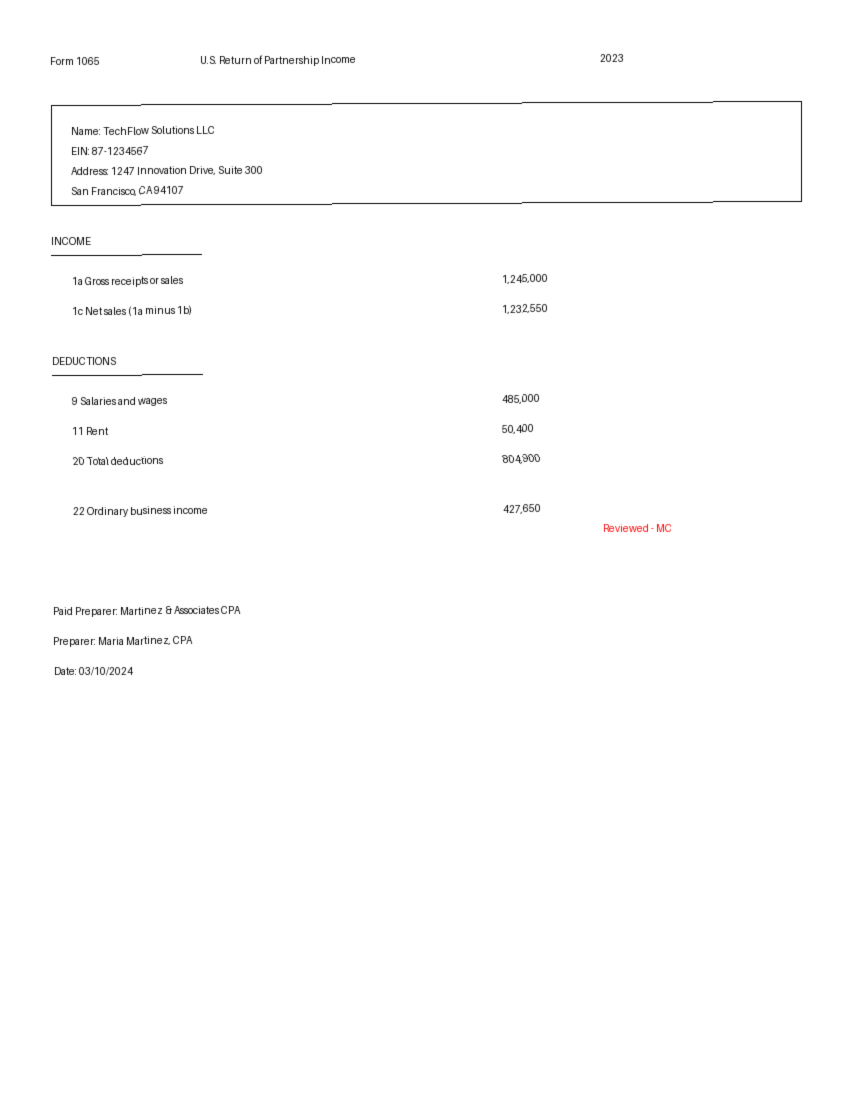 Form 1065 U.S. Return of Partnership Income 2023
Name: TechFlow Solutions LLC
EIN: 87-1234567
Address: 1247 Innovation Drive, Suite 300
San Francisco, CA 94107
INCOME
1a Gross receipts or sales 1,245,000
1c Net sales (1a minus 1b) 1,232,550
DEDUCTIONS
9 Salaries and wages 485,000
11 Rent 50,400
20 Total deductions 804,900
22 Ordinary business income 427,650
Reviewed - MC
Paid Preparer: Martinez & Associates CPA
Preparer: Maria Martinez, CPA
Date: 03/10/2024